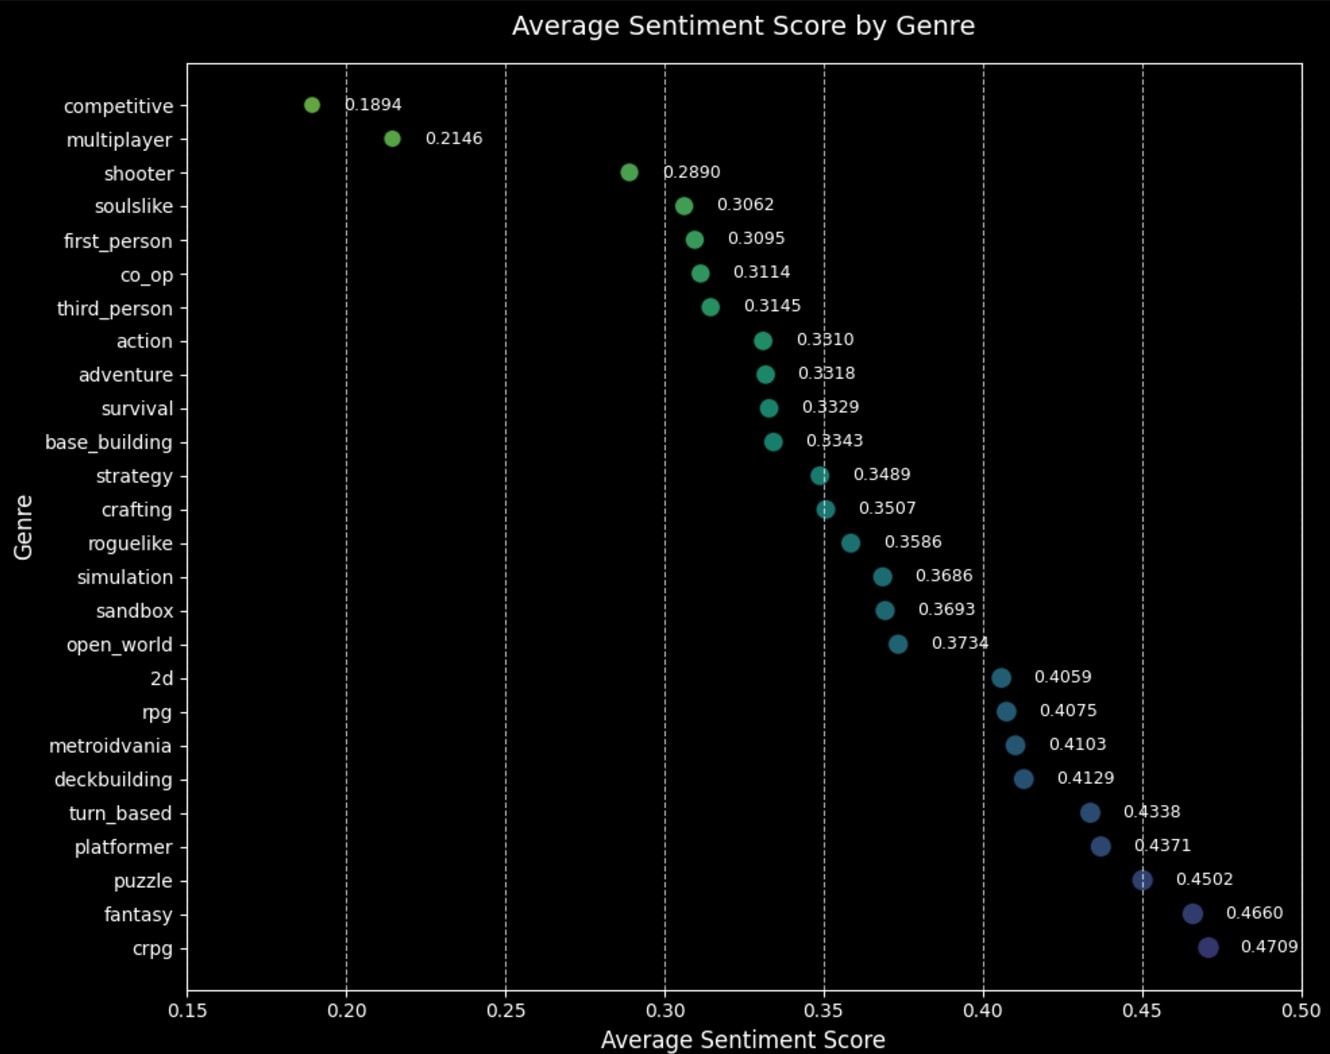 Average Sentiment Score by Genre
competitive 0.1894
multiplayer 0.2146
shooter 0.2890
soulslike 0.3062
first_person 0.3095
co_op 0.3114
third_person 0.3145
action 0.3310
adventure 0.3318
survival 0.3329
base_building 0.3343
strategy 0.3489
crafting 0.3507
roguelike 0.3586
simulation 0.3686
sandbox 0.3693
open_world 0.3734
2d 0.4059
rpg 0.4075
metroidvania 0.4103
deckbuilding 0.4129
turn_based 0.4338
platformer 0.4371
puzzle 0.4502
fantasy 0.4660
crpg 0.4709
Genre
0.15 0.20 0.25 0.30 0.35 0.40 0.45 0.50
Average Sentiment Score